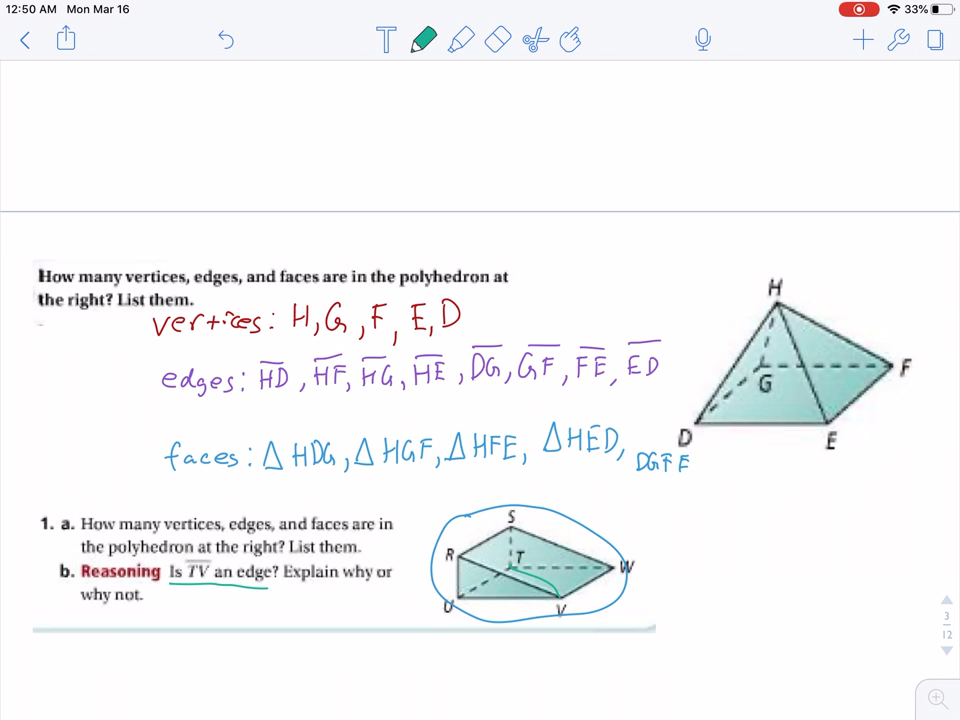 12:50 AM Mon Mar 16
33%
T
How many vertices, edges, and faces are in the polyhedron at
the right? List them.
vertices: H, G, F, E, D
edges: HD, HF, HG, HE, DG, GF, FE, ED
faces: △ HDG, △ HGF, △ HFE, △ HED, DGFE
H
F
G
D
E
1. a. How many vertices, edges, and faces are in
the polyhedron at the right? List them.
b. Reasoning Is TV an edge? Explain why or
why not.
S
R
T
W
U
V
3
12